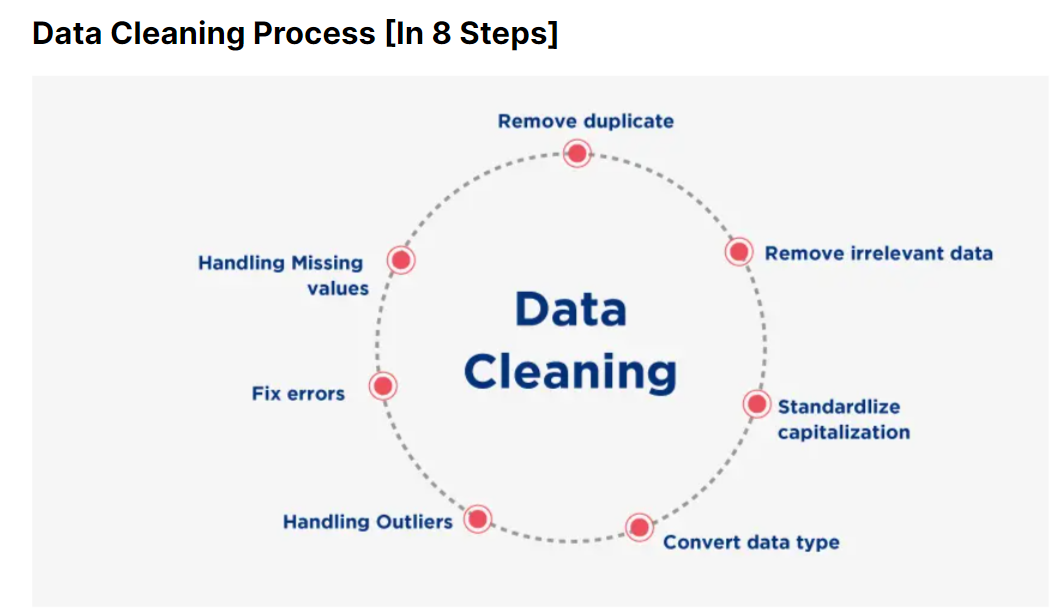 Data Cleaning Process [In 8 Steps]
Remove duplicate
Remove irrelevant data
Standardlize
capitalization
Convert data type
Handling Outliers
Fix errors
Handling Missing
values
Data
Cleaning